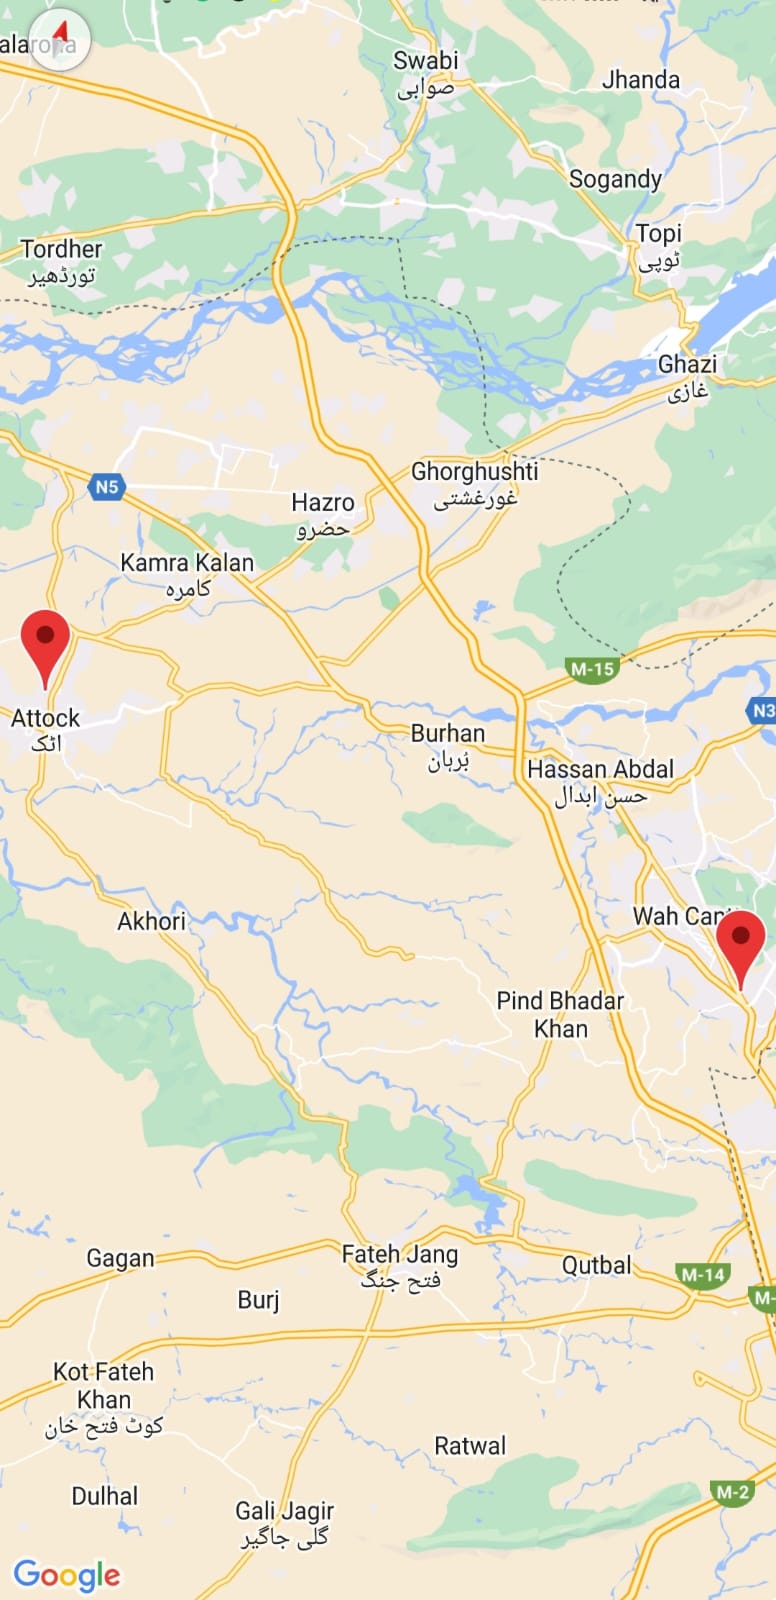 Swabi
صوابی
Jhanda
Sogandy
Topi
ٹوپی
Tordher
تورڈھیر
Ghazi
غازی
Ghorghushti
غورغشتی
N5
Hazro
حضرو
Kamra Kalan
کامرہ
M-15
Attock
اٹک
N3
Burhan
بُرہان
Hassan Abdal
حسن ابدال
Wah
Akhori
Pind Bhadar
Khan
Gagan
Fateh Jang
فتح جنگ
Qutbal
M-14
Burj
M-
Kot Fateh
Khan
کوٹ فتح خان
Ratwal
Dulhal
M-2
Gali Jagir
گلی جاگیر
Google